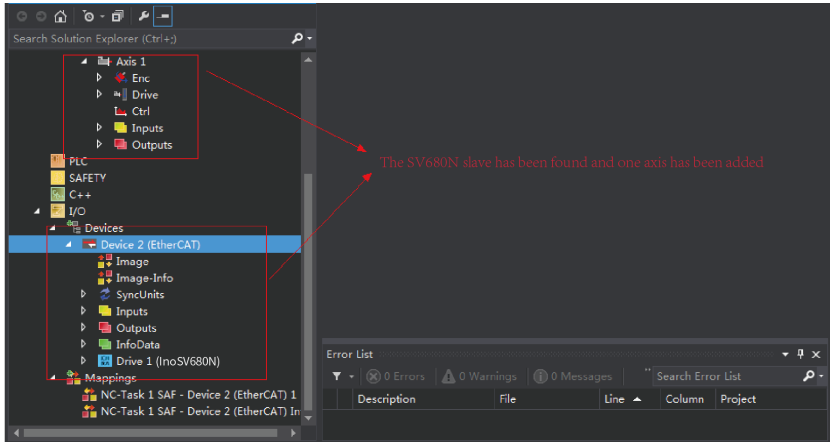 Search Solution Explorer (Ctrl+;)
Axis 1
Enc
Drive
Ctrl
Inputs
Outputs
PLC
SAFETY
C++
I/O
Devices
Device 2 (EtherCAT)
Image
Image-Info
SyncUnits
Inputs
Outputs
InfoData
Drive 1 (InoSV680N)
Mappings
NC-Task 1 SAF - Device 2 (EtherCAT) 1
NC-Task 1 SAF - Device 2 (EtherCAT) In
The SV680N slave has been found and one axis has been added
Error List
0 Errors 0 Warnings 0 Messages Search Error List
Description File Line Column Project